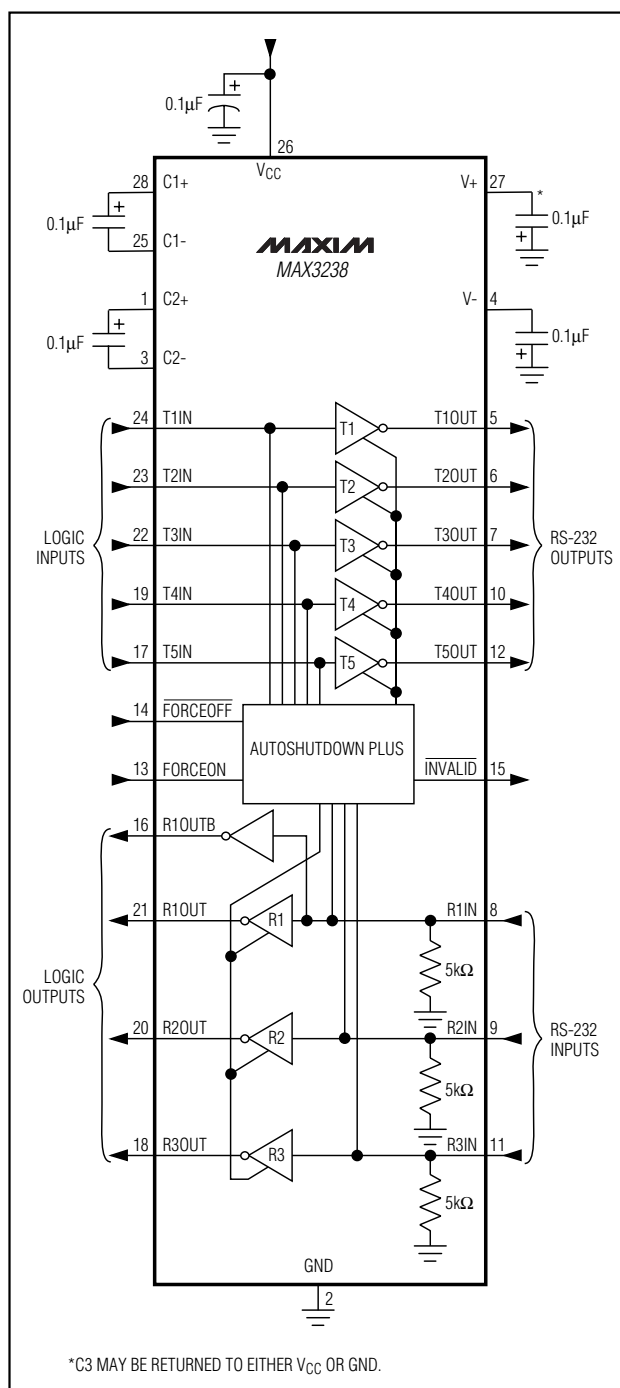 0.1µF
+
26
VCC
28 C1+ V+ 27
*
0.1µF + + 0.1µF
25 C1-
MAXIM
MAX3238
1 C2+ V- 4
0.1µF + + 0.1µF
3 C2-
24 T1IN T1 T1OUT 5
23 T2IN T2 T2OUT 6
LOGIC INPUTS
22 T3IN T3 T3OUT 7
RS-232 OUTPUTS
19 T4IN T4 T4OUT 10
17 T5IN T5 T5OUT 12
14 FORCEOFF
AUTOSHUTDOWN PLUS
13 FORCEON INVALID 15
16 R1OUTB
21 R1OUT R1 R1IN 8
5kΩ
LOGIC OUTPUTS
20 R2OUT R2 R2IN 9
RS-232 INPUTS
5kΩ
18 R3OUT R3 R3IN 11
5kΩ
GND
2
*C3 MAY BE RETURNED TO EITHER VCC OR GND.